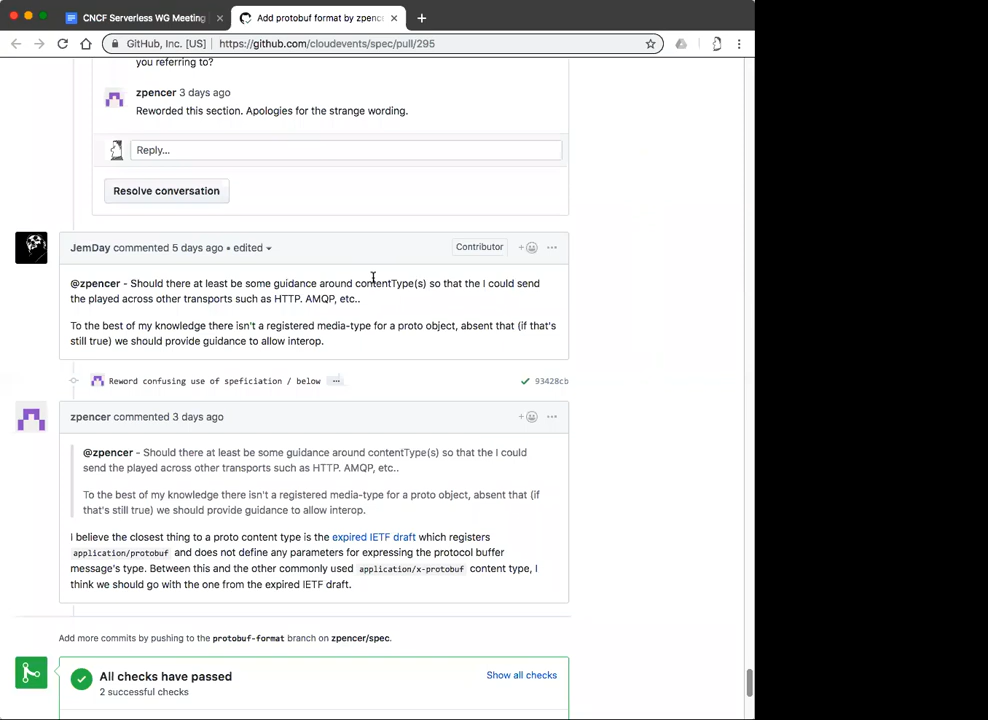 CNCF Serverless WG Meeting
Add protobuf format by zpenc
GitHub, Inc. [US]
https://github.com/cloudevents/spec/pull/295
you referring to?
zpencer 3 days ago
Reworded this section. Apologies for the strange wording.
Reply...
Resolve conversation
JemDay commented 5 days ago • edited
Contributor
@zpencer - Should there at least be some guidance around contentType(s) so that the I could send
the played across other transports such as HTTP. AMQP, etc..
To the best of my knowledge there isn't a registered media-type for a proto object, absent that (if that's
still true) we should provide guidance to allow interop.
Reword confusing use of speficiation / below ...
93428cb
zpencer commented 3 days ago
@zpencer - Should there at least be some guidance around contentType(s) so that the I could
send the played across other transports such as HTTP. AMQP, etc..
To the best of my knowledge there isn't a registered media-type for a proto object, absent that (if
that's still true) we should provide guidance to allow interop.
I believe the closest thing to a proto content type is the expired IETF draft which registers
application/protobuf and does not define any parameters for expressing the protocol buffer
message's type. Between this and the other commonly used application/x-protobuf content type, I
think we should go with the one from the expired IETF draft.
Add more commits by pushing to the protobuf-format branch on zpencer/spec.
All checks have passed
Show all checks
2 successful checks